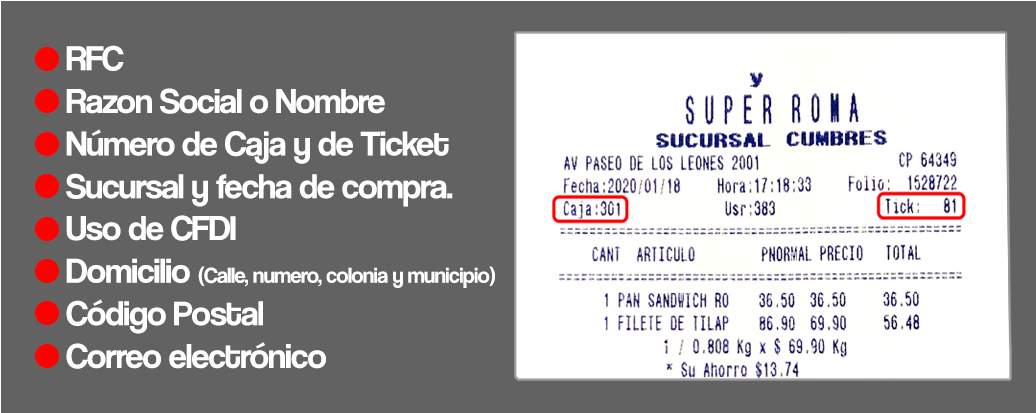 RFC
Razon Social o Nombre
Número de Caja y de Ticket
Sucursal y fecha de compra.
Uso de CFDI
Domicilio (Calle, numero, colonia y municipio)
Código Postal
Correo electrónico
y
SUPER ROMA
SUCURSAL CUMBRES
AV PASEO DE LOS LEONES 2001 CP 64349
Fecha:2020/01/18 Hora:17:18:33 Folio: 1528722
Caja:301 Usr:383 Tick: 81
CANT ARTICULO PNORMAL PRECIO TOTAL
1 PAN SANDWICH RO 36.50 36.50 36.50
1 FILETE DE TILAP 86.90 69.90 56.48
1 / 0.808 Kg x $ 69.90 Kg
* Su Ahorro $13.74